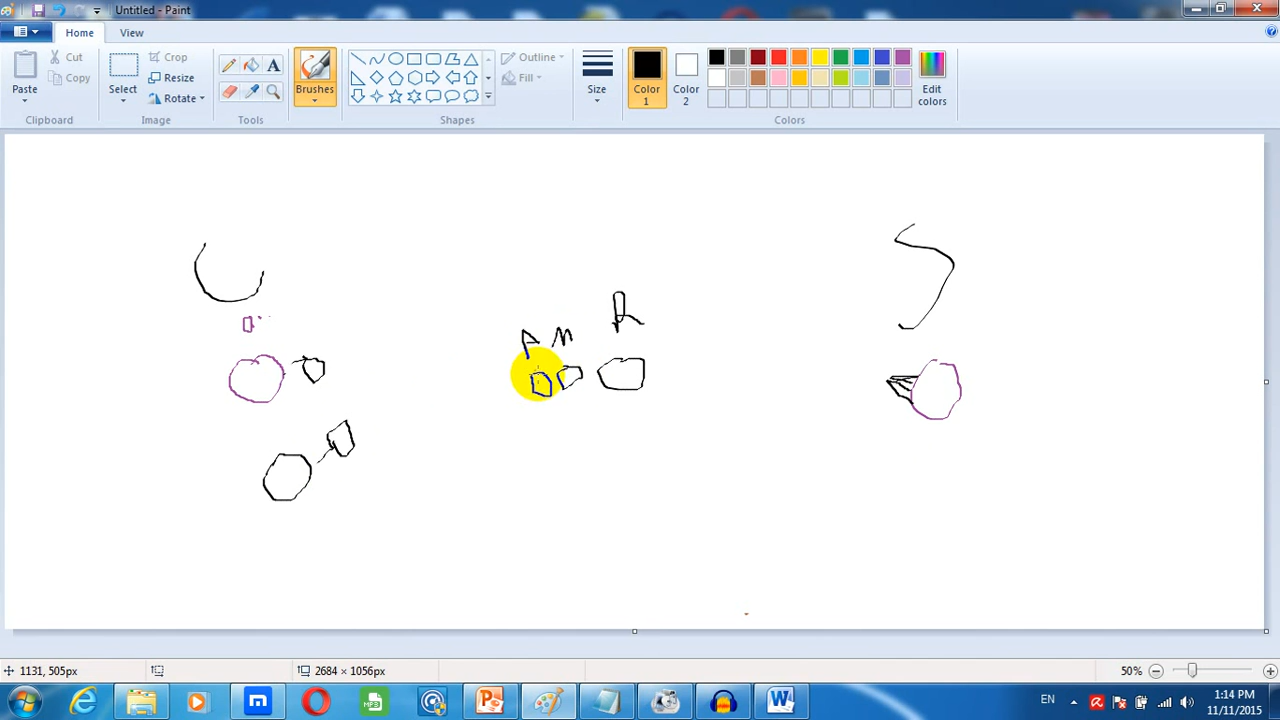 Untitled - Paint
Home
View
Paste
Cut
Copy
Clipboard
Select
Crop
Resize
Rotate
Image
A
Tools
Brushes
Outline
Fill
Shapes
Size
Color 1
Color 2
Edit colors
Colors
S
A M R
1131, 505px
2684 × 1056px
50%
MP3
EN
1:14 PM
11/11/2015